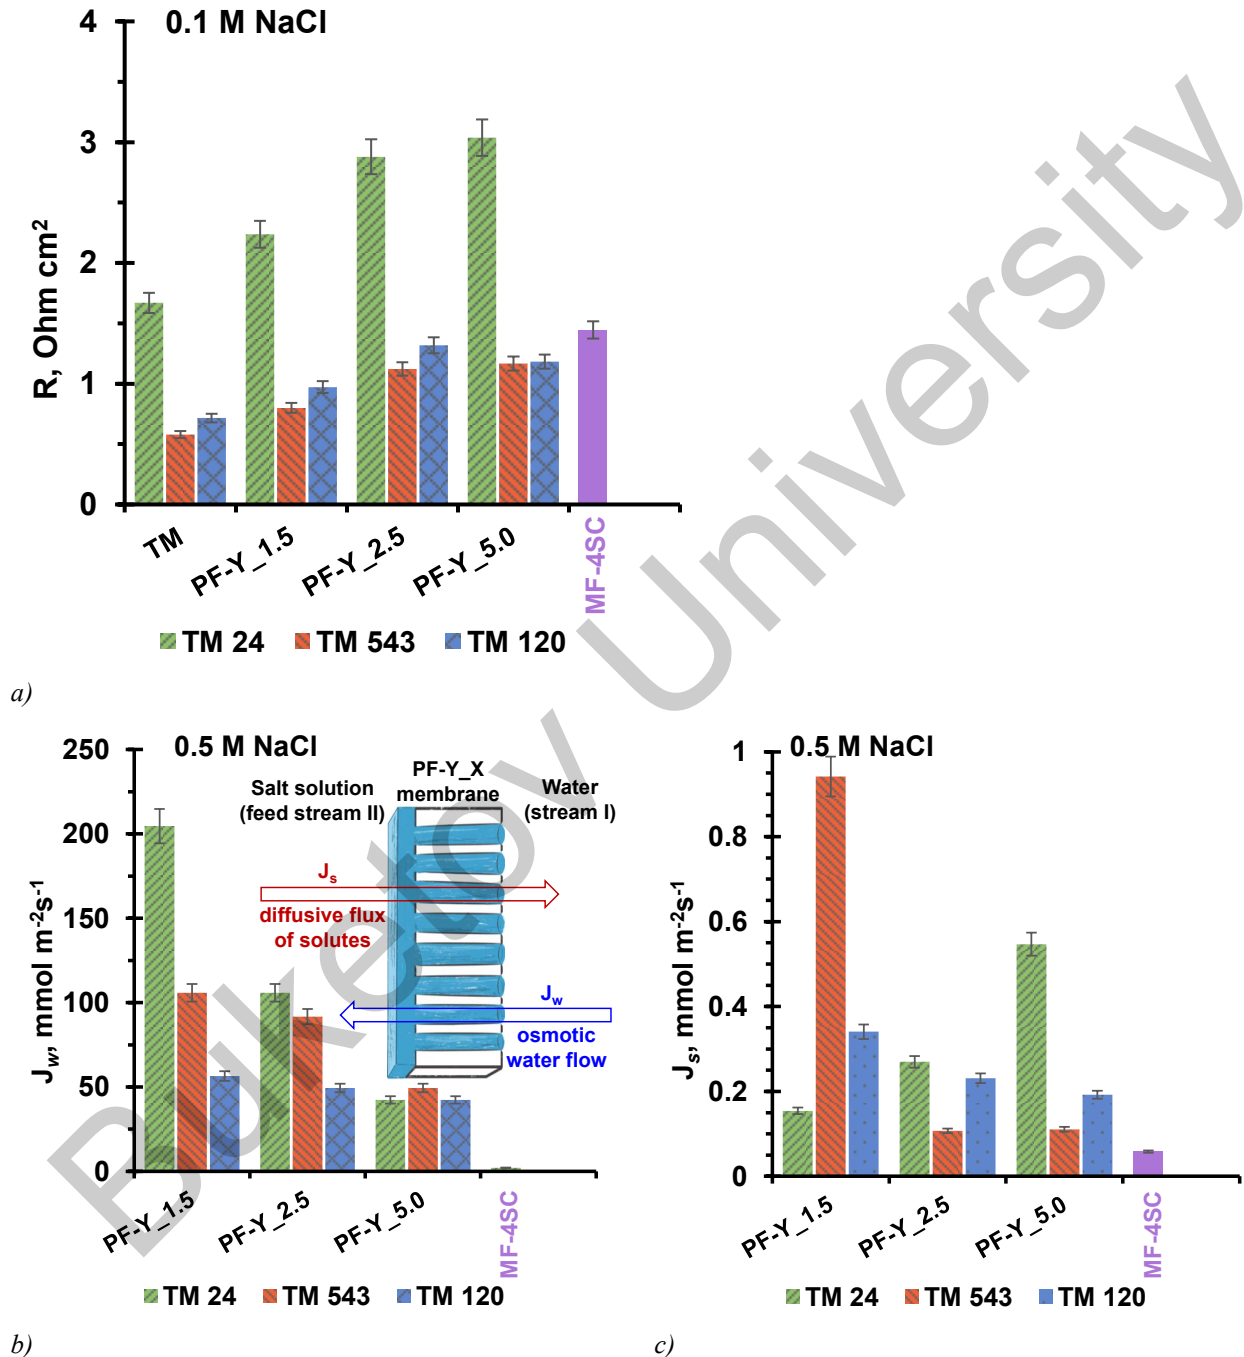 0.1 M NaCl
4
3
2
1
0
R, Ohm cm²
TM
PF-Y_1.5
PF-Y_2.5
PF-Y_5.0
MF-4SC
TM 24 TM 543 TM 120
a)
0.5 M NaCl
250
200
150
100
50
0
J_w, mmol m⁻²s⁻¹
Salt solution
(feed stream II)
PF-Y_X
membrane
Water
(stream I)
J_s
diffusive flux
of solutes
J_w
osmotic
water flow
PF-Y_1.5
PF-Y_2.5
PF-Y_5.0
MF-4SC
TM 24 TM 543 TM 120
b)
0.5 M NaCl
1
0.8
0.6
0.4
0.2
0
J_s, mmol m⁻²s⁻¹
PF-Y_1.5
PF-Y_2.5
PF-Y_5.0
MF-4SC
TM 24 TM 543 TM 120
c)
Buketov University